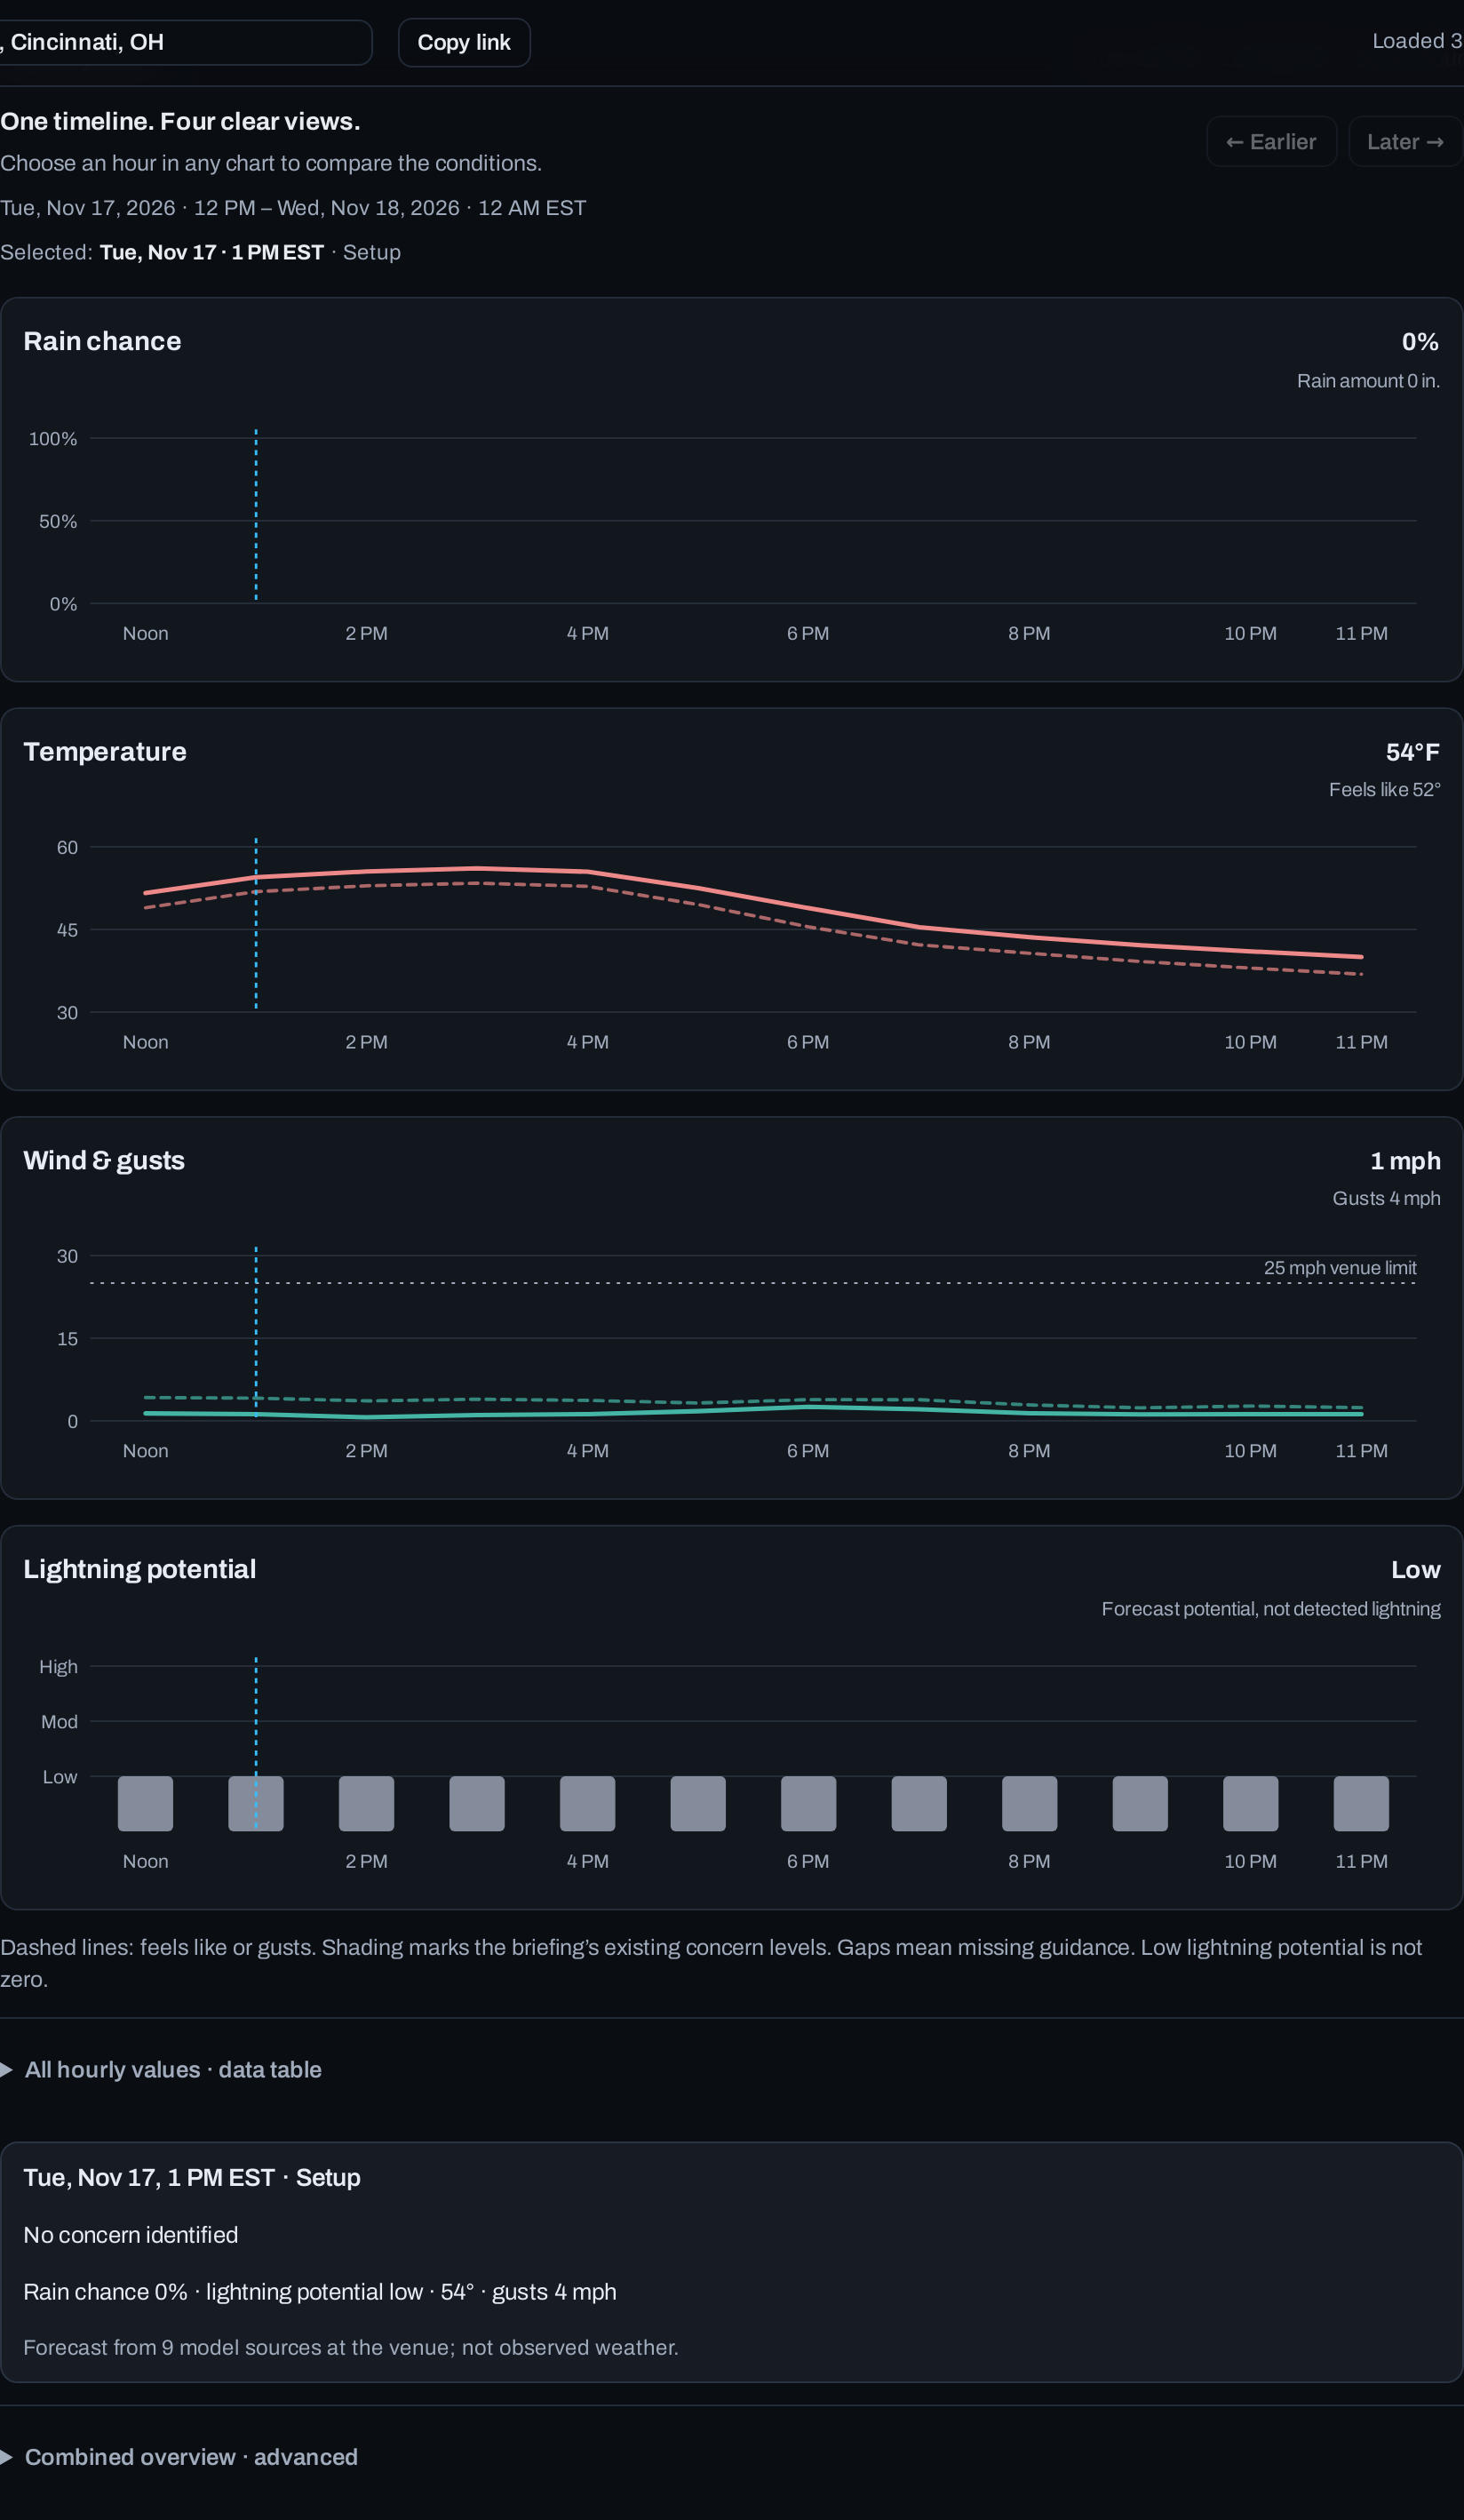 , Cincinnati, OH
Copy link
Loaded 3
One timeline. Four clear views.
← Earlier
Later →
Choose an hour in any chart to compare the conditions.
Tue, Nov 17, 2026 · 12 PM – Wed, Nov 18, 2026 · 12 AM EST
Selected: Tue, Nov 17 · 1 PM EST · Setup
Rain chance
0%
Rain amount 0 in.
100%
50%
0%
Noon 2 PM 4 PM 6 PM 8 PM 10 PM 11 PM
Temperature
54°F
Feels like 52°
60
45
30
Noon 2 PM 4 PM 6 PM 8 PM 10 PM 11 PM
Wind & gusts
1 mph
Gusts 4 mph
30
25 mph venue limit
15
0
Noon 2 PM 4 PM 6 PM 8 PM 10 PM 11 PM
Lightning potential
Low
Forecast potential, not detected lightning
High
Mod
Low
Noon 2 PM 4 PM 6 PM 8 PM 10 PM 11 PM
Dashed lines: feels like or gusts. Shading marks the briefing’s existing concern levels. Gaps mean missing guidance. Low lightning potential is not
zero.
All hourly values · data table
Tue, Nov 17, 1 PM EST · Setup
No concern identified
Rain chance 0% · lightning potential low · 54° · gusts 4 mph
Forecast from 9 model sources at the venue; not observed weather.
Combined overview · advanced